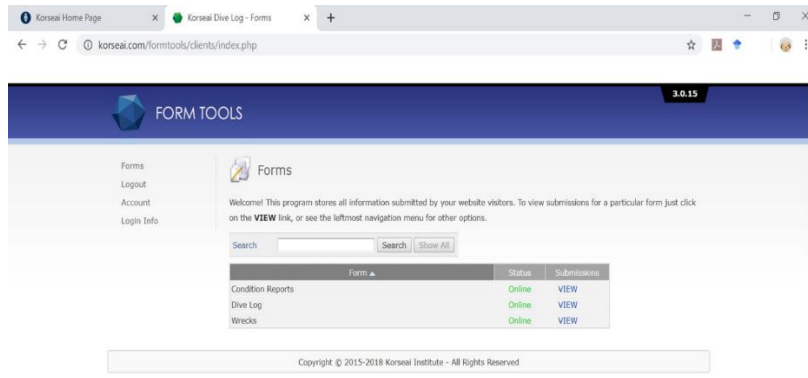 Korseai Home Page
Korseai Dive Log - Forms
korseai.com/formtools/clients/index.php
3.0.15
FORM TOOLS
Forms
Logout
Account
Login Info
Forms
Welcome! This program stores all information submitted by your website visitors. To view submissions for a particular form just click
on the VIEW link, or see the leftmost navigation menu for other options.
Search Search Show All
Form Status Submissions
Condition Reports Online VIEW
Dive Log Online VIEW
Wrecks Online VIEW
Copyright © 2015-2018 Korseai Institute - All Rights Reserved